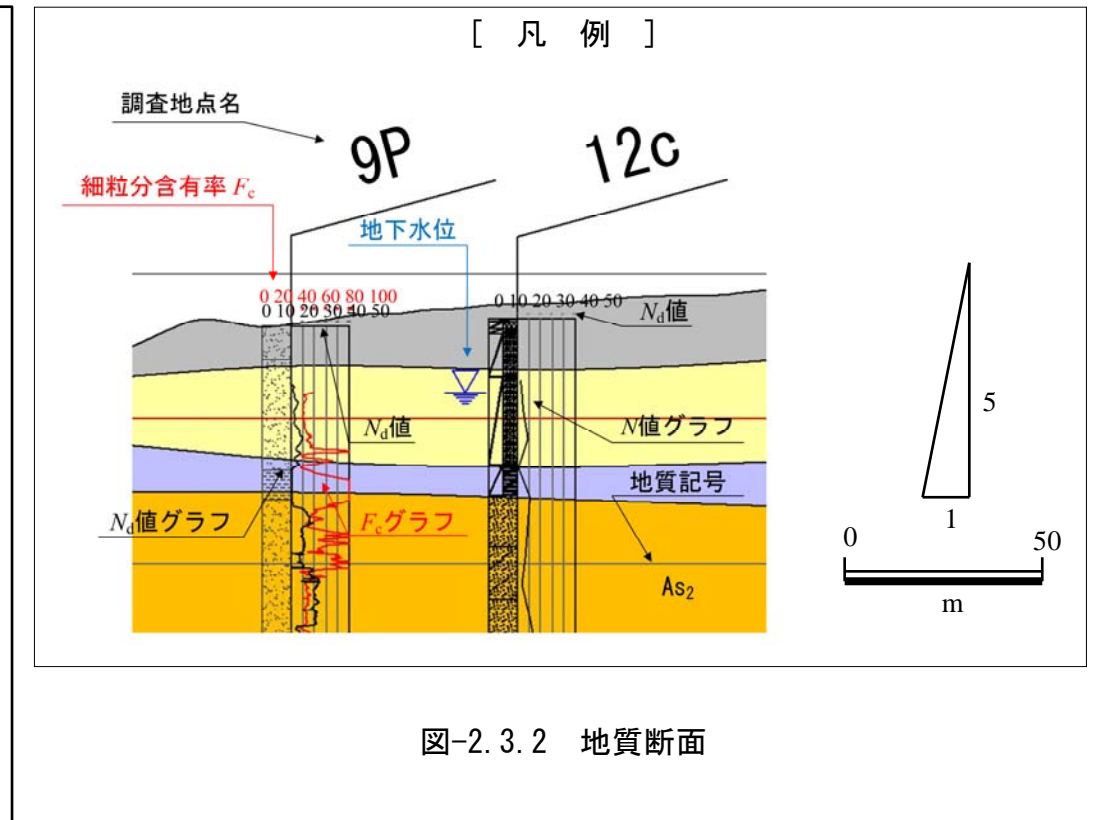 [ 凡 例 ]
調査地点名
9P
12c
細粒分含有率 Fc
地下水位
0 20 40 60 80 100
0 10 20 30 40 50
0 10 20 30 40 50
Nd値
Nd値
N値グラフ
地質記号
Nd値グラフ
Fcグラフ
As2
5
1
0
50
m
図-2.3.2 地質断面